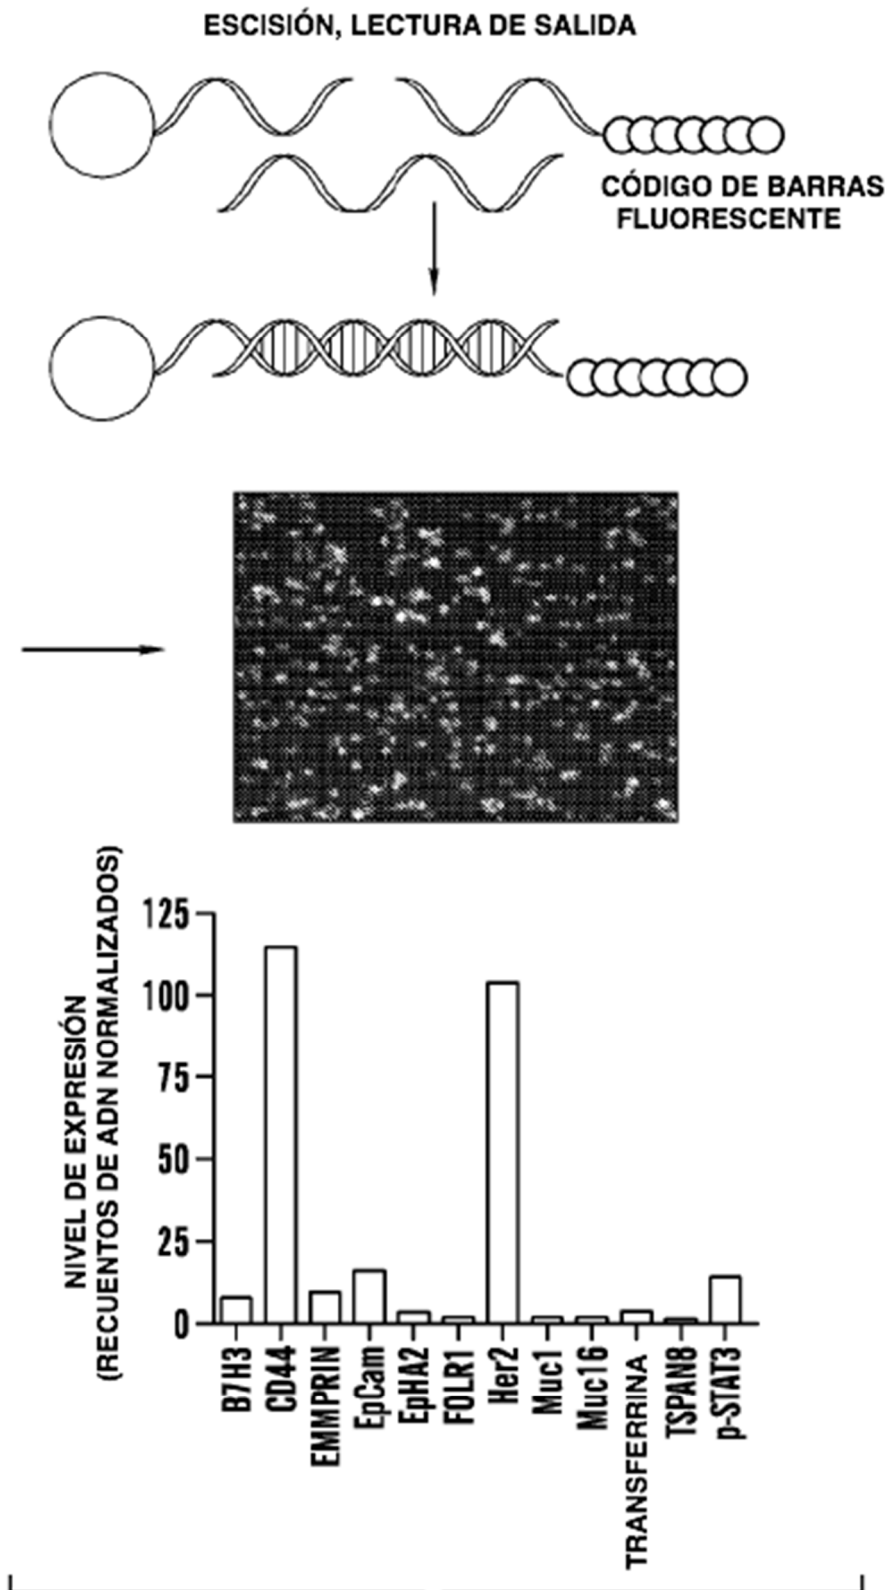 ESCISIÓN, LECTURA DE SALIDA
CÓDIGO DE BARRAS
FLUORESCENTE
NIVEL DE EXPRESIÓN
(RECUENTOS DE ADN NORMALIZADOS)
125
100
75
50
25
0
B7H3
CD44
EMMPRIN
EpCam
EpHA2
FOLR1
Her2
Muc1
Muc16
TRANSFERRINA
TSPAN8
p-STAT3